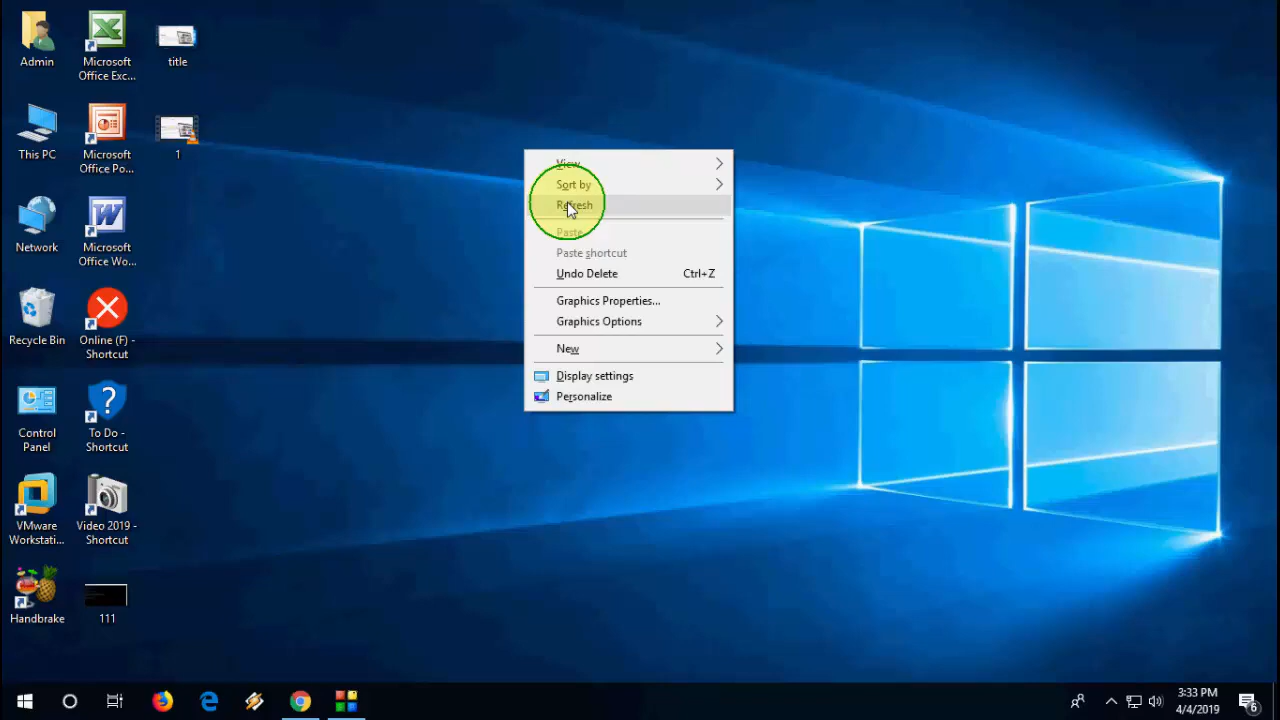 Admin
Microsoft
Office Exc...
title
This PC
Microsoft
Office Po...
1
Network
Microsoft
Office Wo...
Recycle Bin
Online (F) -
Shortcut
Control
Panel
To Do -
Shortcut
VMware
Workstati...
Video 2019 -
Shortcut
Handbrake
111
View
Sort by
Refresh
Paste
Paste shortcut
Undo Delete Ctrl+Z
Graphics Properties...
Graphics Options
New
Display settings
Personalize
3:33 PM
4/4/2019
6